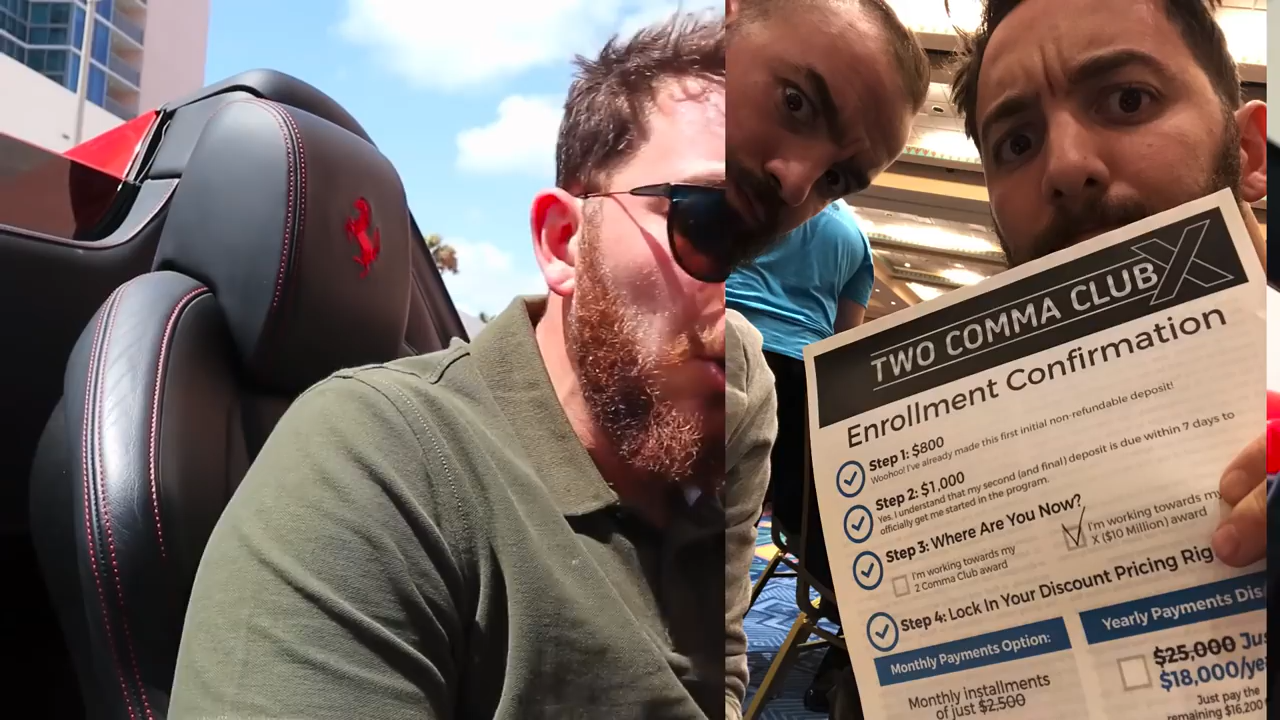 TWO COMMA CLUB X
Enrollment Confirmation
Step 1: $800
Woohoo! I've already made this first initial non-refundable deposit!
Step 2: $1,000
Yes, I understand that my second (and final) deposit is due within 7 days to
officially get me started in the program.
Step 3: Where Are You Now?
I'm working towards my
2 Comma Club award
I'm working towards my
X ($10 Million) award
Step 4: Lock In Your Discount Pricing Rig
Monthly Payments Option:
Monthly installments
of just $2,500
Yearly Payments Dis
$25,000 Jus
$18,000/ye
Just pay the
remaining $16,200